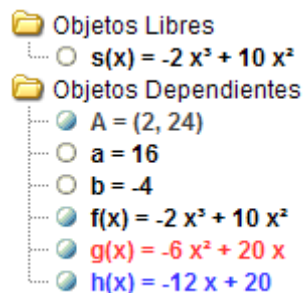 Objetos Libres
s(x) = -2 x³ + 10 x²
Objetos Dependientes
A = (2, 24)
a = 16
b = -4
f(x) = -2 x³ + 10 x²
g(x) = -6 x² + 20 x
h(x) = -12 x + 20